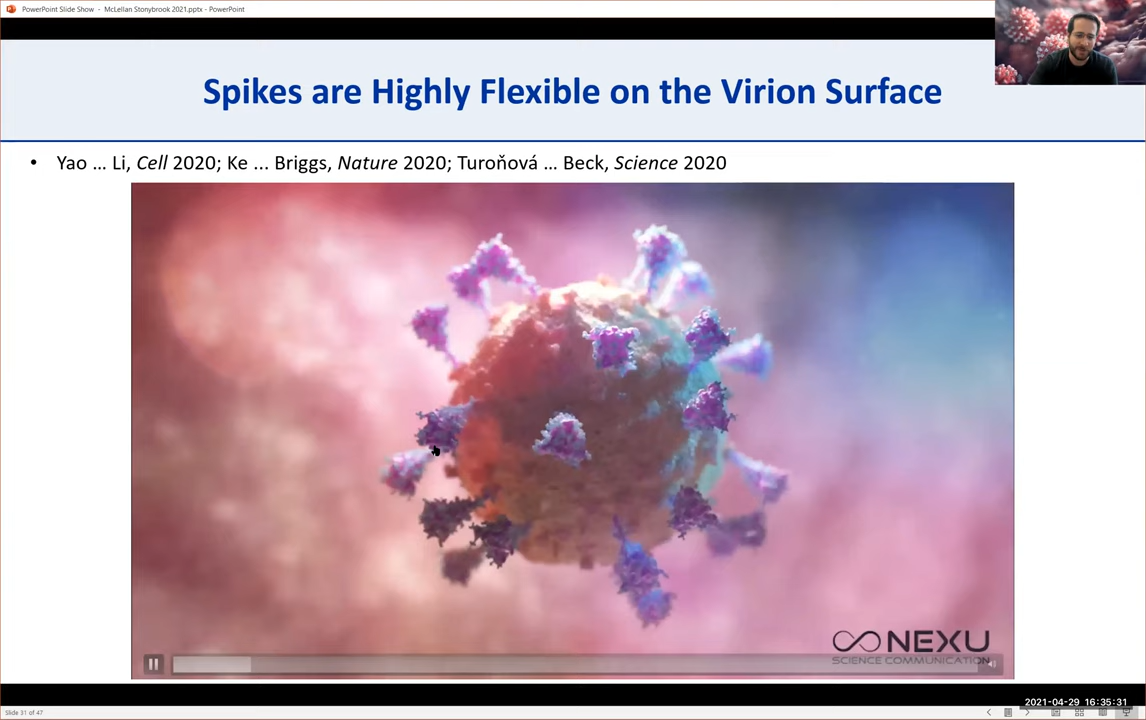 PowerPoint Slide Show - McLellan Stonybrook 2021.pptx - PowerPoint
Spikes are Highly Flexible on the Virion Surface
• Yao ... Li, Cell 2020; Ke ... Briggs, Nature 2020; Turoňová ... Beck, Science 2020
NEXU
SCIENCE COMMUNICATION
2021-04-29 16:35:31
Slide 31 of 47